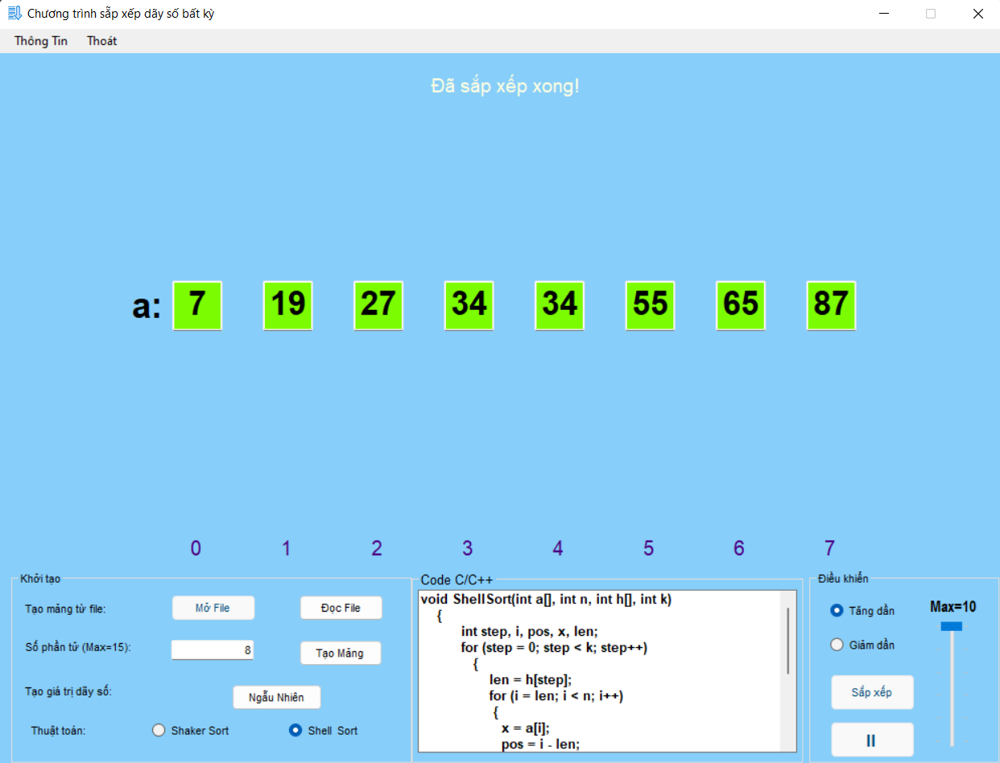 Chương trình sắp xếp dãy số bất kỳ
Thông Tin Thoát
Đã sắp xếp xong!
a: 7 19 27 34 34 55 65 87
0 1 2 3 4 5 6 7
Khởi tạo
Tạo mảng từ file: Mở File Đọc File
Số phần tử (Max=15): 8 Tạo Mảng
Tạo giá trị dãy số: Ngẫu Nhiên
Thuật toán: Shaker Sort Shell Sort
Code C/C++
void ShellSort(int a[], int n, int h[], int k)
{
int step, i, pos, x, len;
for (step = 0; step < k; step++)
{
len = h[step];
for (i = len; i < n; i++)
{
x = a[i];
pos = i - len;
Điều khiển
Tăng dần Max=10
Giảm dần
Sắp xếp